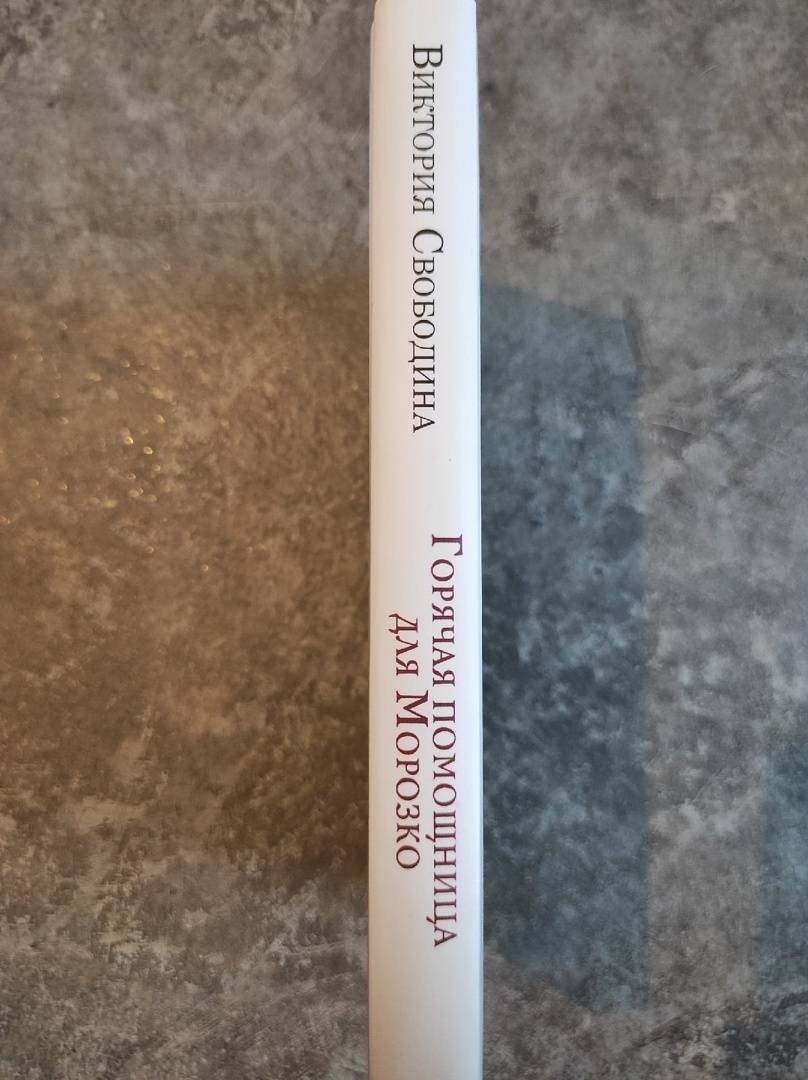 Виктория Свободина
Горячая помощница
для Морозко